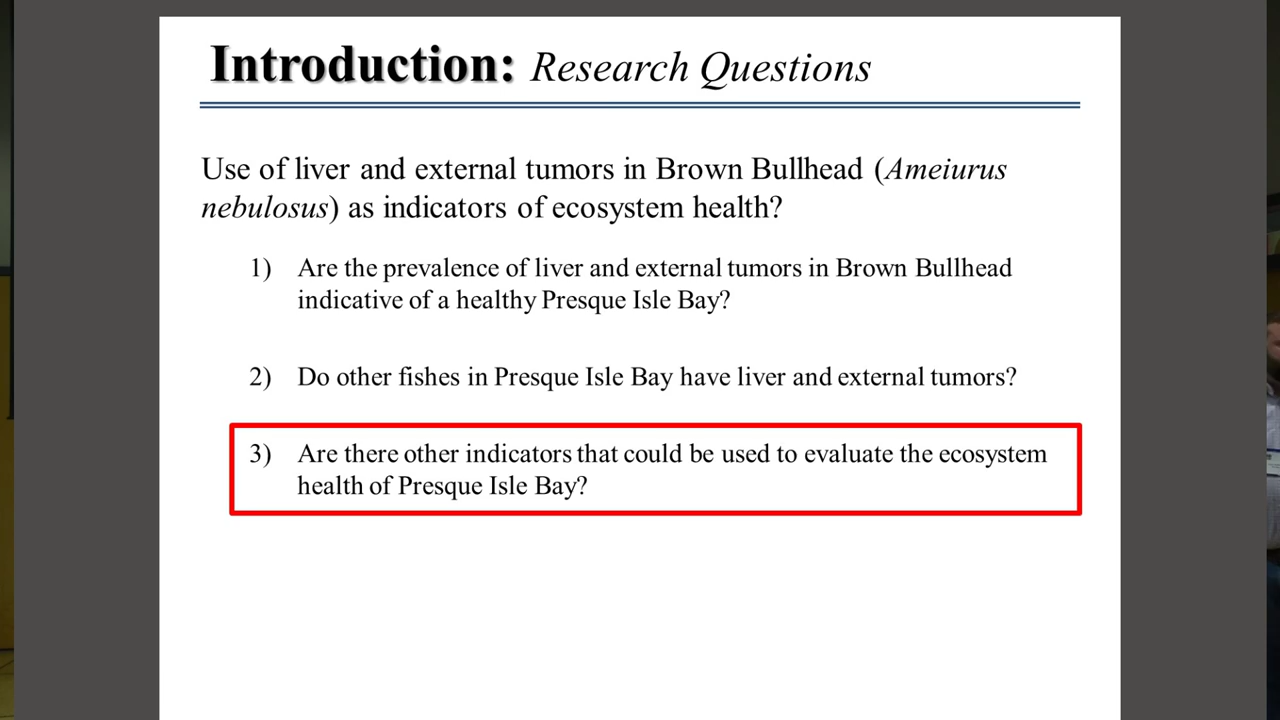 Introduction: Research Questions
Use of liver and external tumors in Brown Bullhead (Ameiurus
nebulosus) as indicators of ecosystem health?
1) Are the prevalence of liver and external tumors in Brown Bullhead
indicative of a healthy Presque Isle Bay?
2) Do other fishes in Presque Isle Bay have liver and external tumors?
3) Are there other indicators that could be used to evaluate the ecosystem
health of Presque Isle Bay?